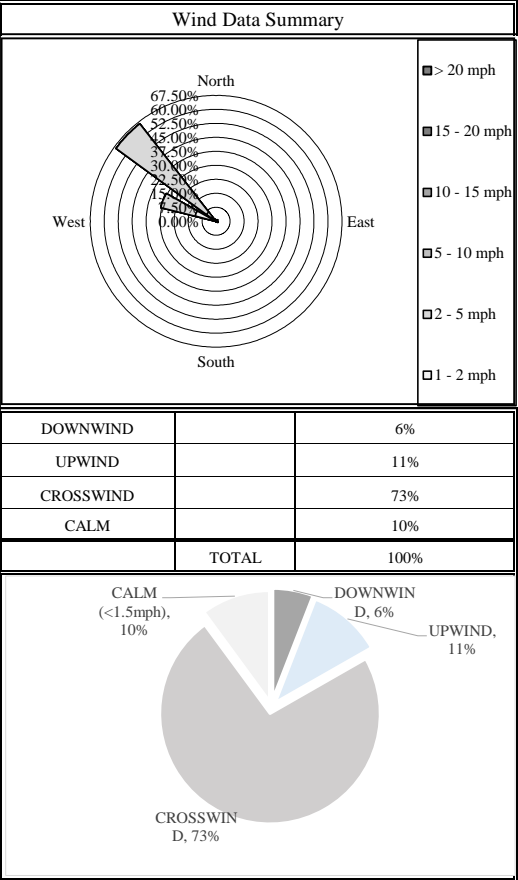 Wind Data Summary
North
67.50%
60.00%
52.50%
45.00%
37.50%
30.00%
22.50%
15.00%
7.50%
0.00%
West
East
South
> 20 mph
15 - 20 mph
10 - 15 mph
5 - 10 mph
2 - 5 mph
1 - 2 mph
DOWNWIND 6%
UPWIND 11%
CROSSWIND 73%
CALM 10%
TOTAL 100%
CALM
(<1.5mph),
10%
DOWNWIN
D, 6%
UPWIND,
11%
CROSSWIN
D, 73%